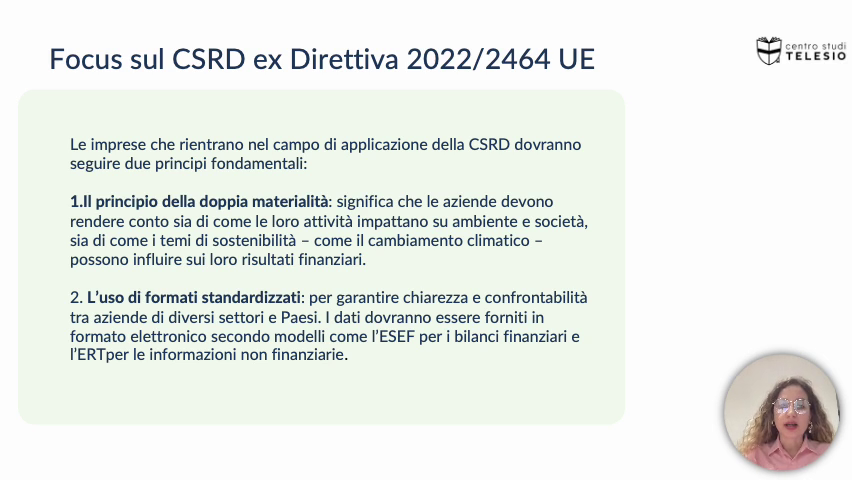 Focus sul CSRD ex Direttiva 2022/2464 UE
centro studi
TELESIO
Le imprese che rientrano nel campo di applicazione della CSRD dovranno
seguire due principi fondamentali:
1.Il principio della doppia materialità: significa che le aziende devono
rendere conto sia di come le loro attività impattano su ambiente e società,
sia di come i temi di sostenibilità – come il cambiamento climatico –
possono influire sui loro risultati finanziari.
2. L’uso di formati standardizzati: per garantire chiarezza e confrontabilità
tra aziende di diversi settori e Paesi. I dati dovranno essere forniti in
formato elettronico secondo modelli come l’ESEF per i bilanci finanziari e
l’ERTper le informazioni non finanziarie.